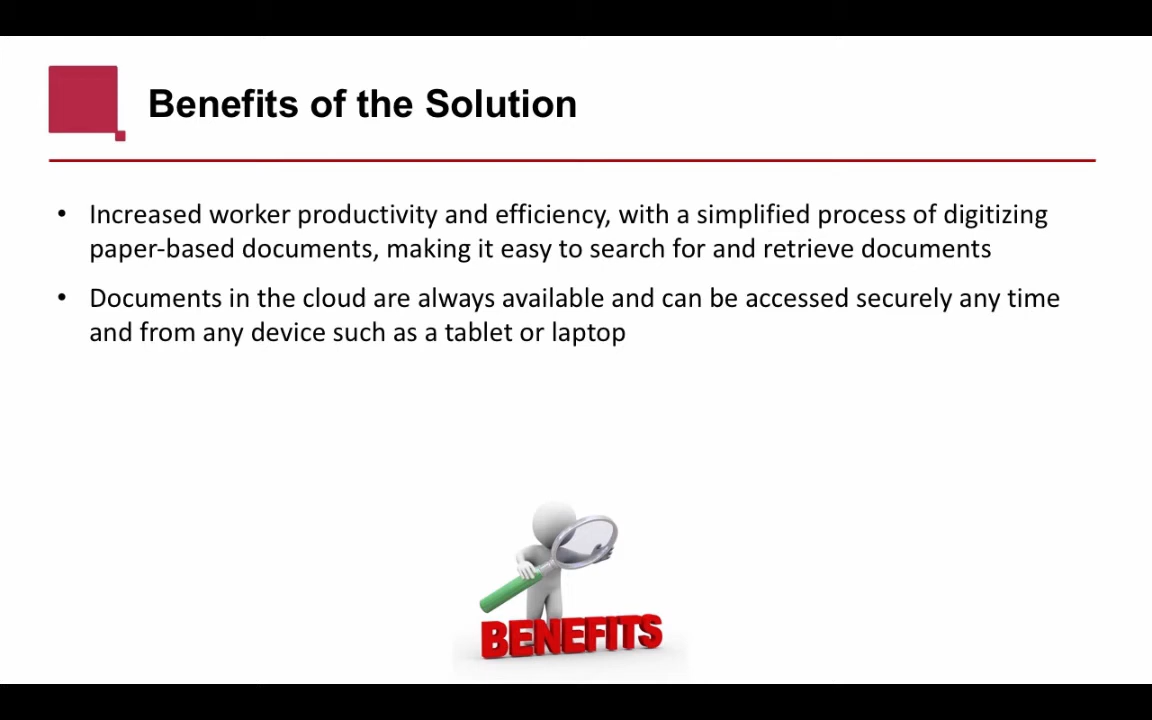 Benefits of the Solution
• Increased worker productivity and efficiency, with a simplified process of digitizing
paper-based documents, making it easy to search for and retrieve documents
• Documents in the cloud are always available and can be accessed securely any time
and from any device such as a tablet or laptop
BENEFITS